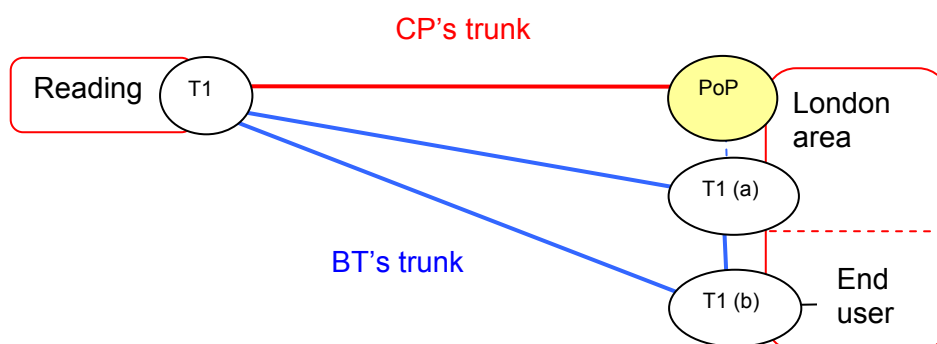 CP’s trunk
Reading
T1
PoP
London
area
T1 (a)
BT’s trunk
T1 (b)
End
user